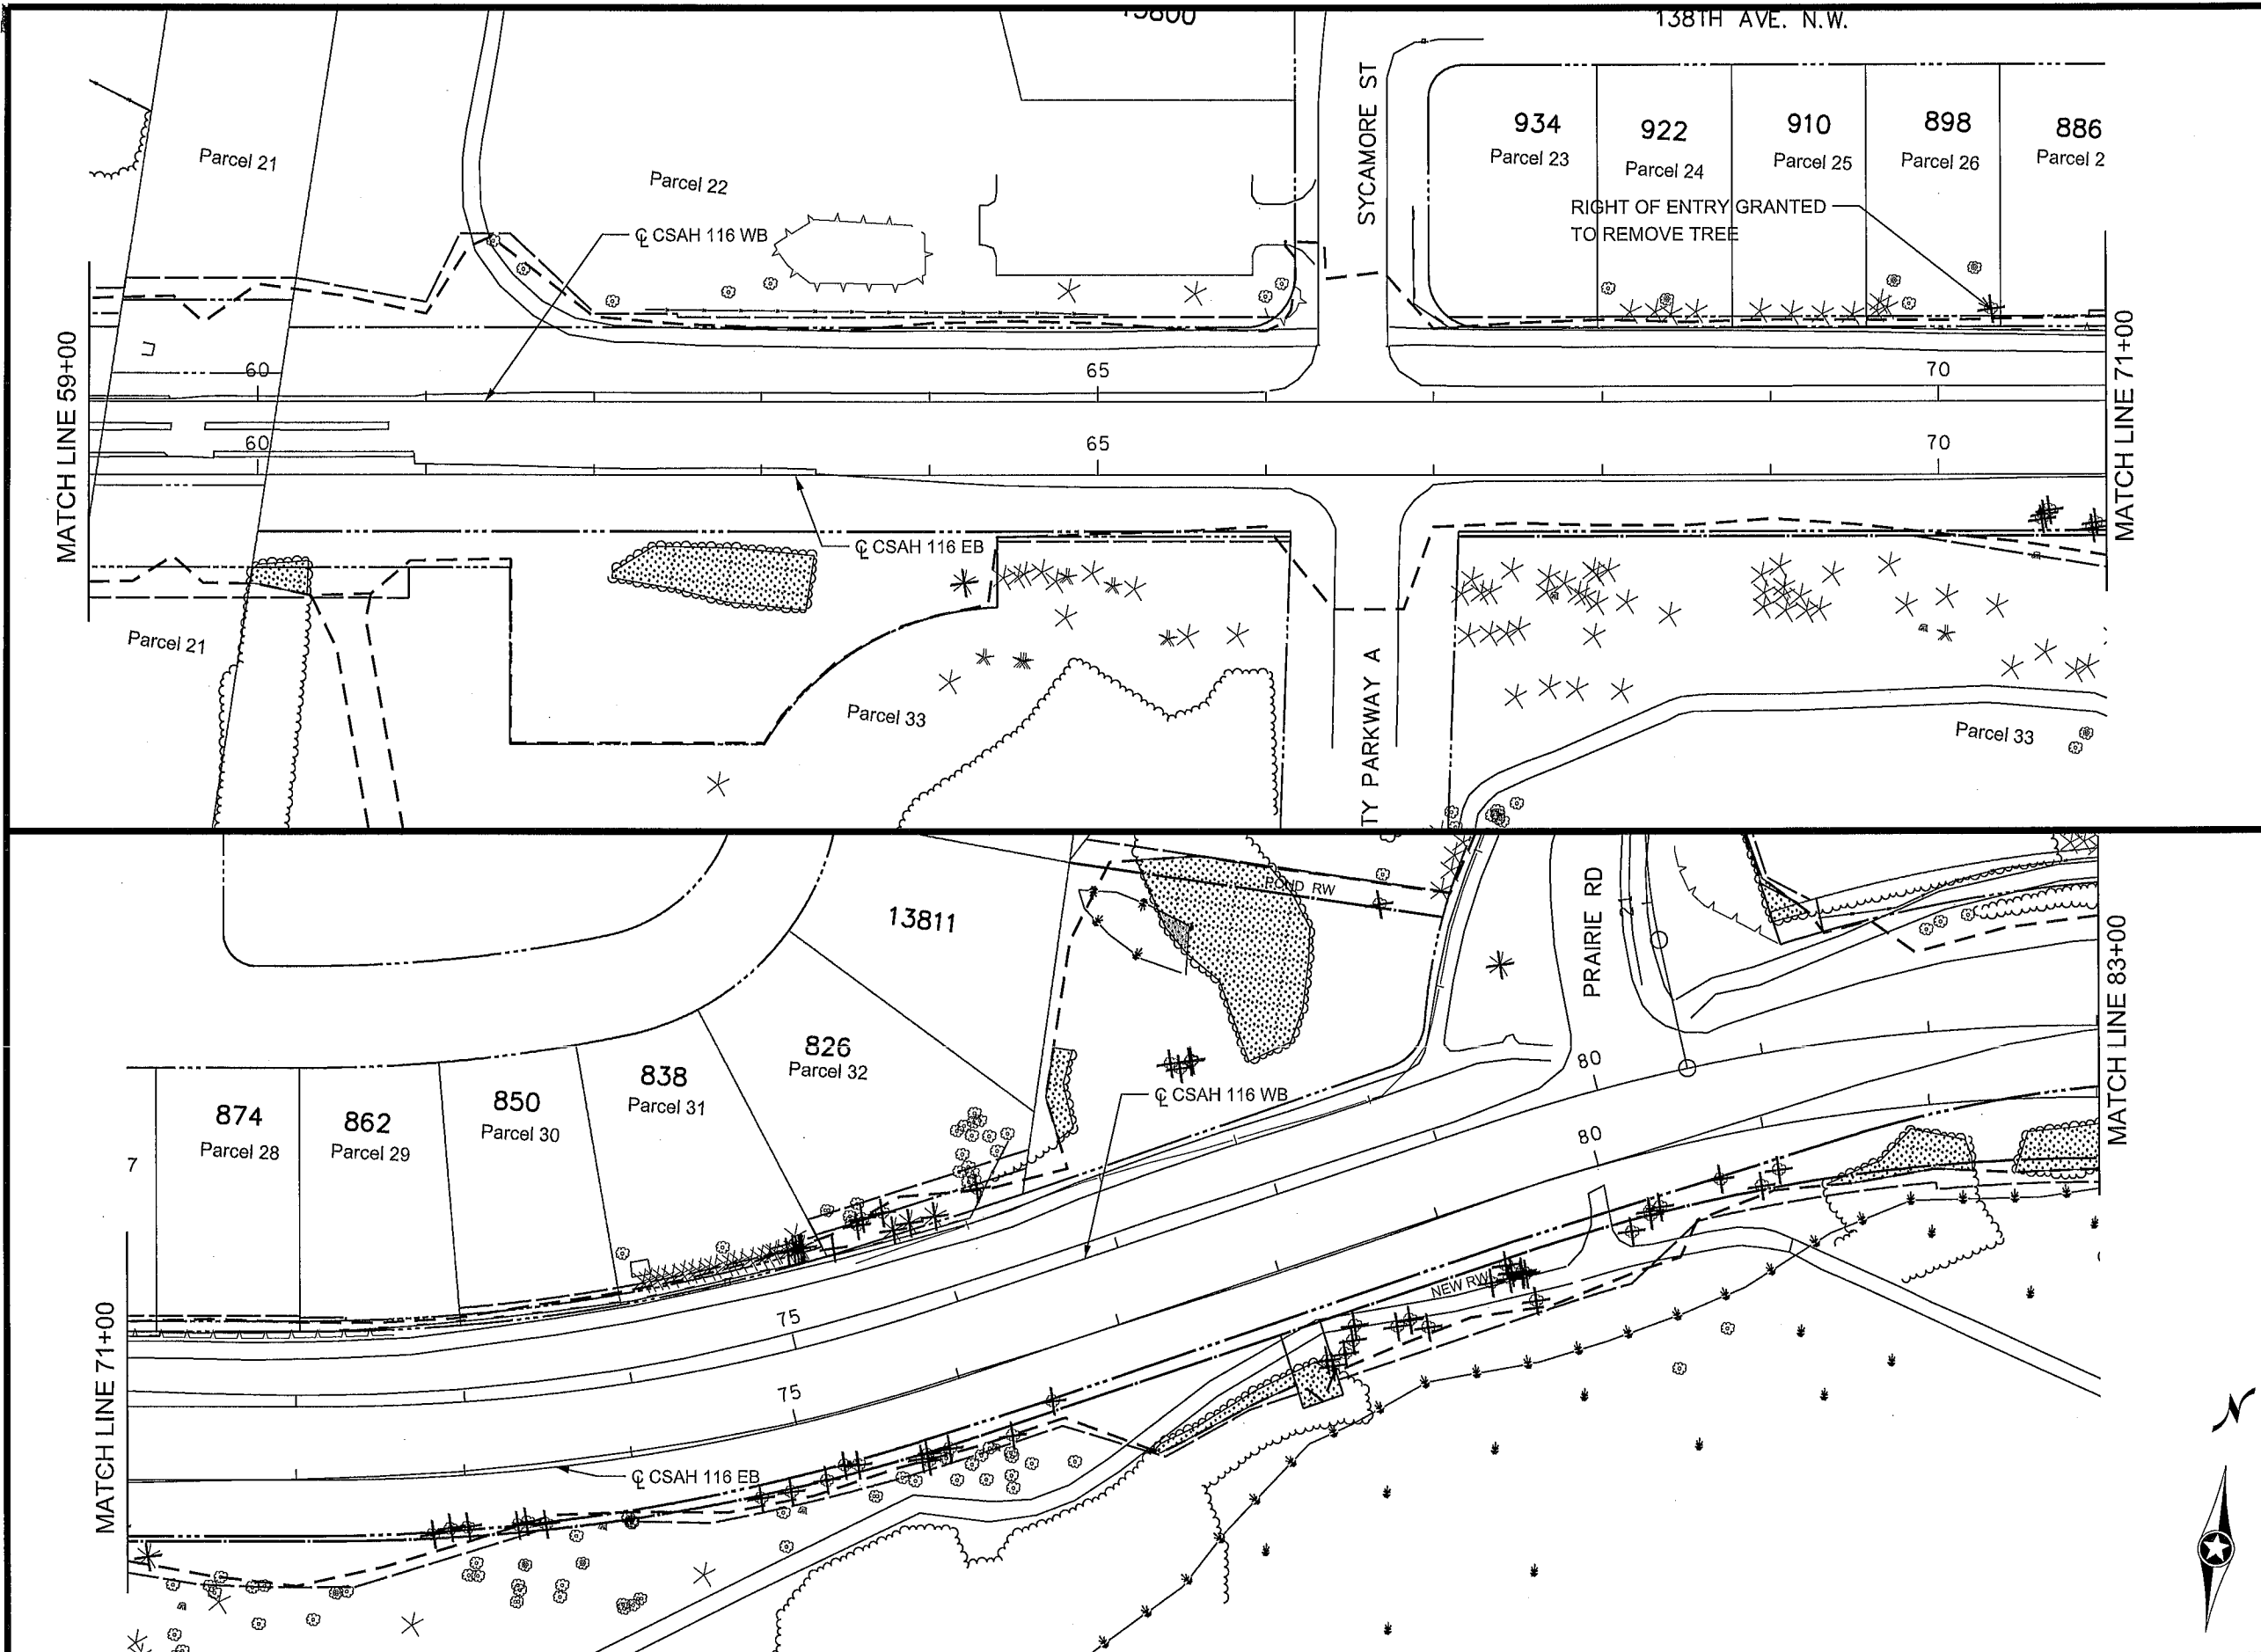 138TH AVE. N.W.
SYCAMORE ST
934
Parcel 23
922
Parcel 24
910
Parcel 25
898
Parcel 26
886
Parcel 2
Parcel 21
Parcel 22
RIGHT OF ENTRY GRANTED
TO REMOVE TREE
℄ CSAH 116 WB
MATCH LINE 59+00
MATCH LINE 71+00
60
65
70
60
65
70
℄ CSAH 116 EB
Parcel 21
Parcel 33
TY PARKWAY A
Parcel 33
POND RW
13811
PRAIRIE RD
21
MATCH LINE 83+00
826
Parcel 32
838
Parcel 31
850
Parcel 30
862
Parcel 29
874
Parcel 28
7
℄ CSAH 116 WB
80
80
NEW RW
75
75
MATCH LINE 71+00
℄ CSAH 116 EB
N